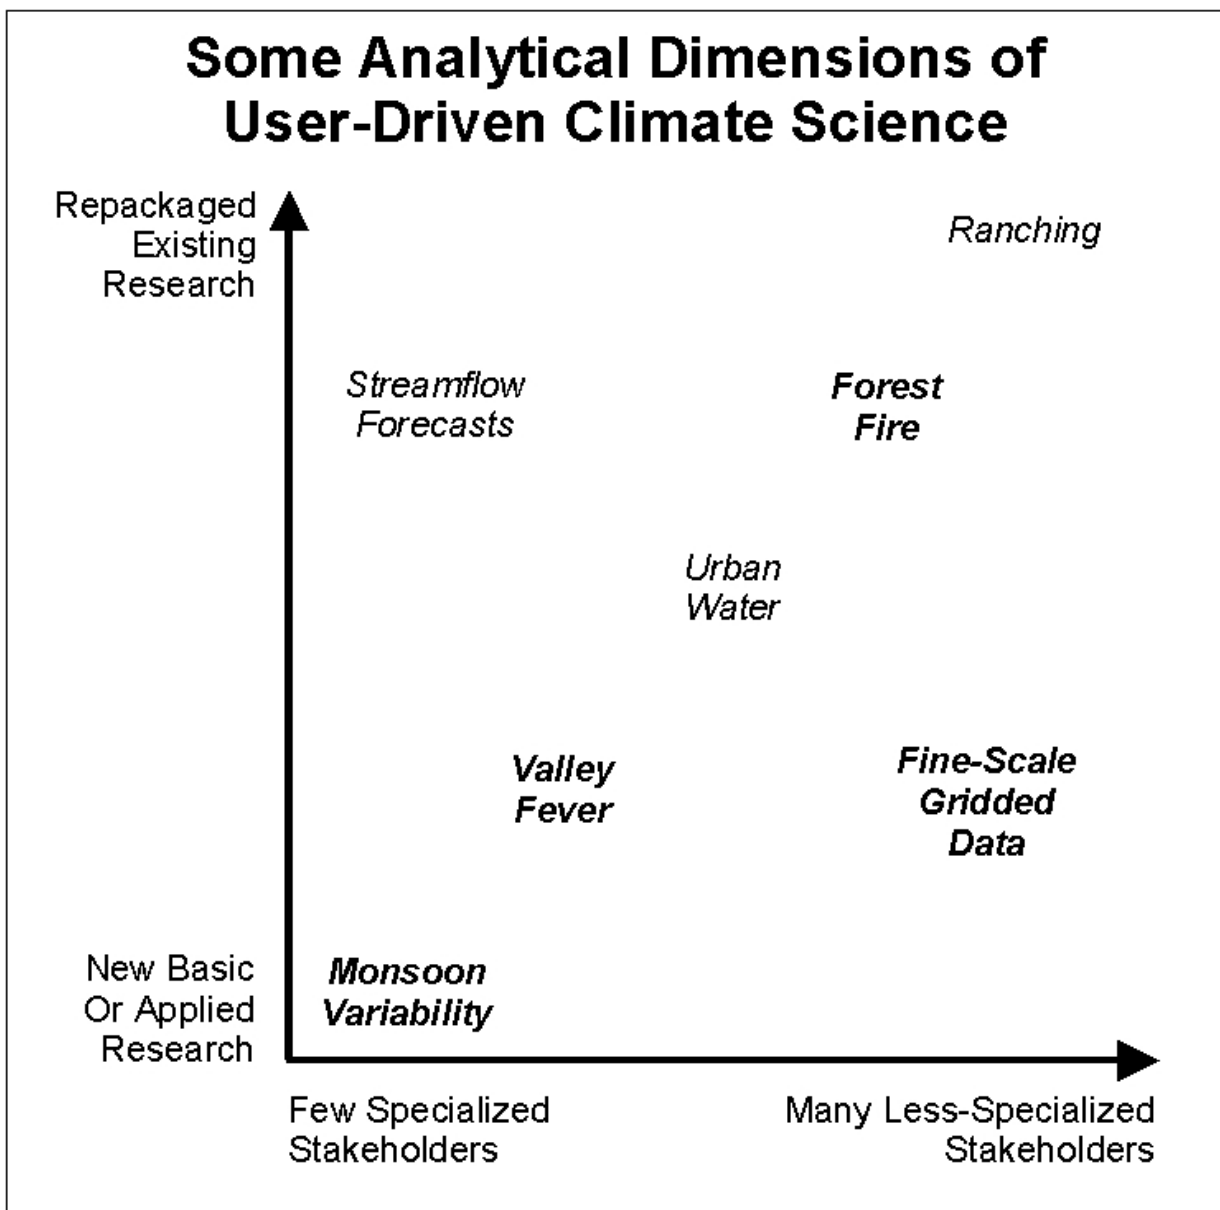 Some Analytical Dimensions of
User-Driven Climate Science
Repackaged
Existing
Research
Ranching
Streamflow
Forecasts
Forest
Fire
Urban
Water
Valley
Fever
Fine-Scale
Gridded
Data
New Basic
Or Applied
Research
Monsoon
Variability
Few Specialized
Stakeholders
Many Less-Specialized
Stakeholders